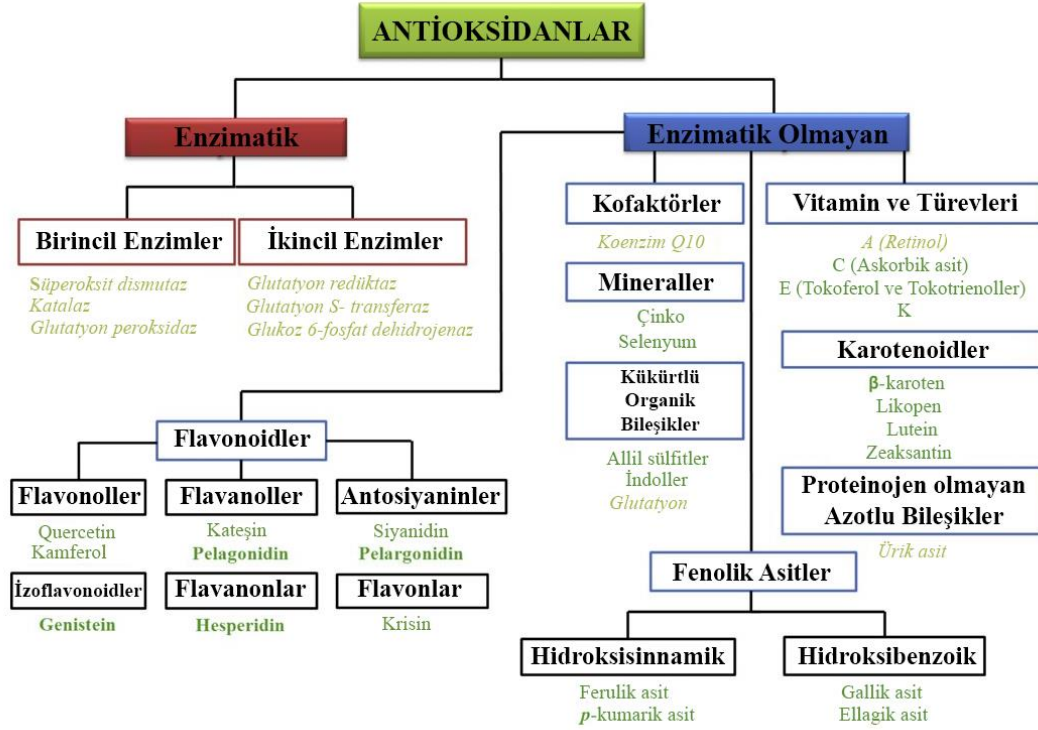 ANTİOKSİDANLAR
Enzimatik
Enzimatik Olmayan
Birincil Enzimler
Süperoksit dismutaz
Katalaz
Glutatyon peroksidaz
İkincil Enzimler
Glutatyon redüktaz
Glutatyon S- transferaz
Glukoz 6-fosfat dehidrojenaz
Kofaktörler
Koenzim Q10
Mineraller
Çinko
Selenyum
Kükürtlü
Organik
Bileşikler
Allil sülfitler
İndoller
Glutatyon
Vitamin ve Türevleri
A (Retinol)
C (Askorbik asit)
E (Tokoferol ve Tokotrienoller)
K
Karotenoidler
β-karoten
Likopen
Lutein
Zeaksantin
Proteinojen olmayan
Azotlu Bileşikler
Ürik asit
Flavonoidler
Flavonoller
Quercetin
Kamferol
Flavanoller
Kateşin
Pelagonidin
Antosiyaninler
Siyanidin
Pelargonidin
İzoflavonoidler
Genistein
Flavanonlar
Hesperidin
Flavonlar
Krisin
Fenolik Asitler
Hidroksisinnamik
Ferulik asit
p-kumarik asit
Hidroksibenzoik
Gallik asit
Ellagik asit